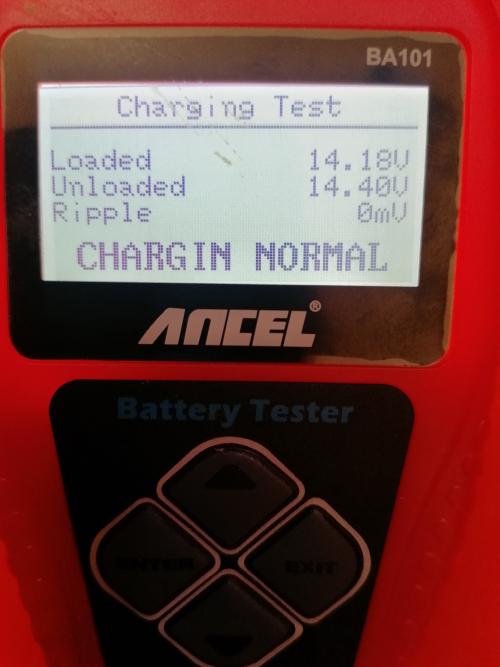 BA101
Charging Test
Loaded 14.18V
Unloaded 14.40V
Ripple 0mV
CHARGIN NORMAL
ANCEL®
Battery Tester
ENTER EXIT